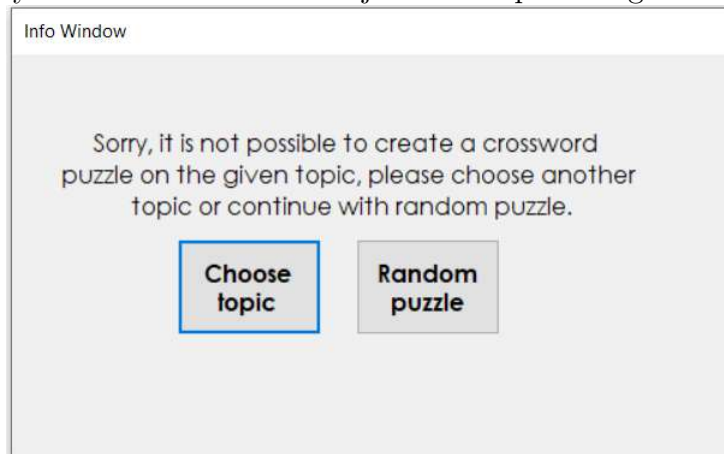 Info Window
Sorry, it is not possible to create a crossword
puzzle on the given topic, please choose another
topic or continue with random puzzle.
Choose
topic
Random
puzzle